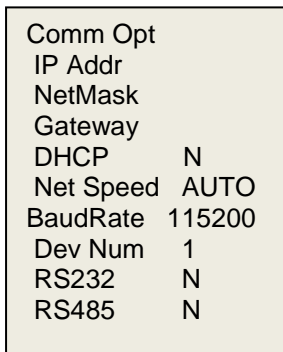 Comm Opt
IP Addr
NetMask
Gateway
DHCP N
Net Speed AUTO
BaudRate 115200
Dev Num 1
RS232 N
RS485 N